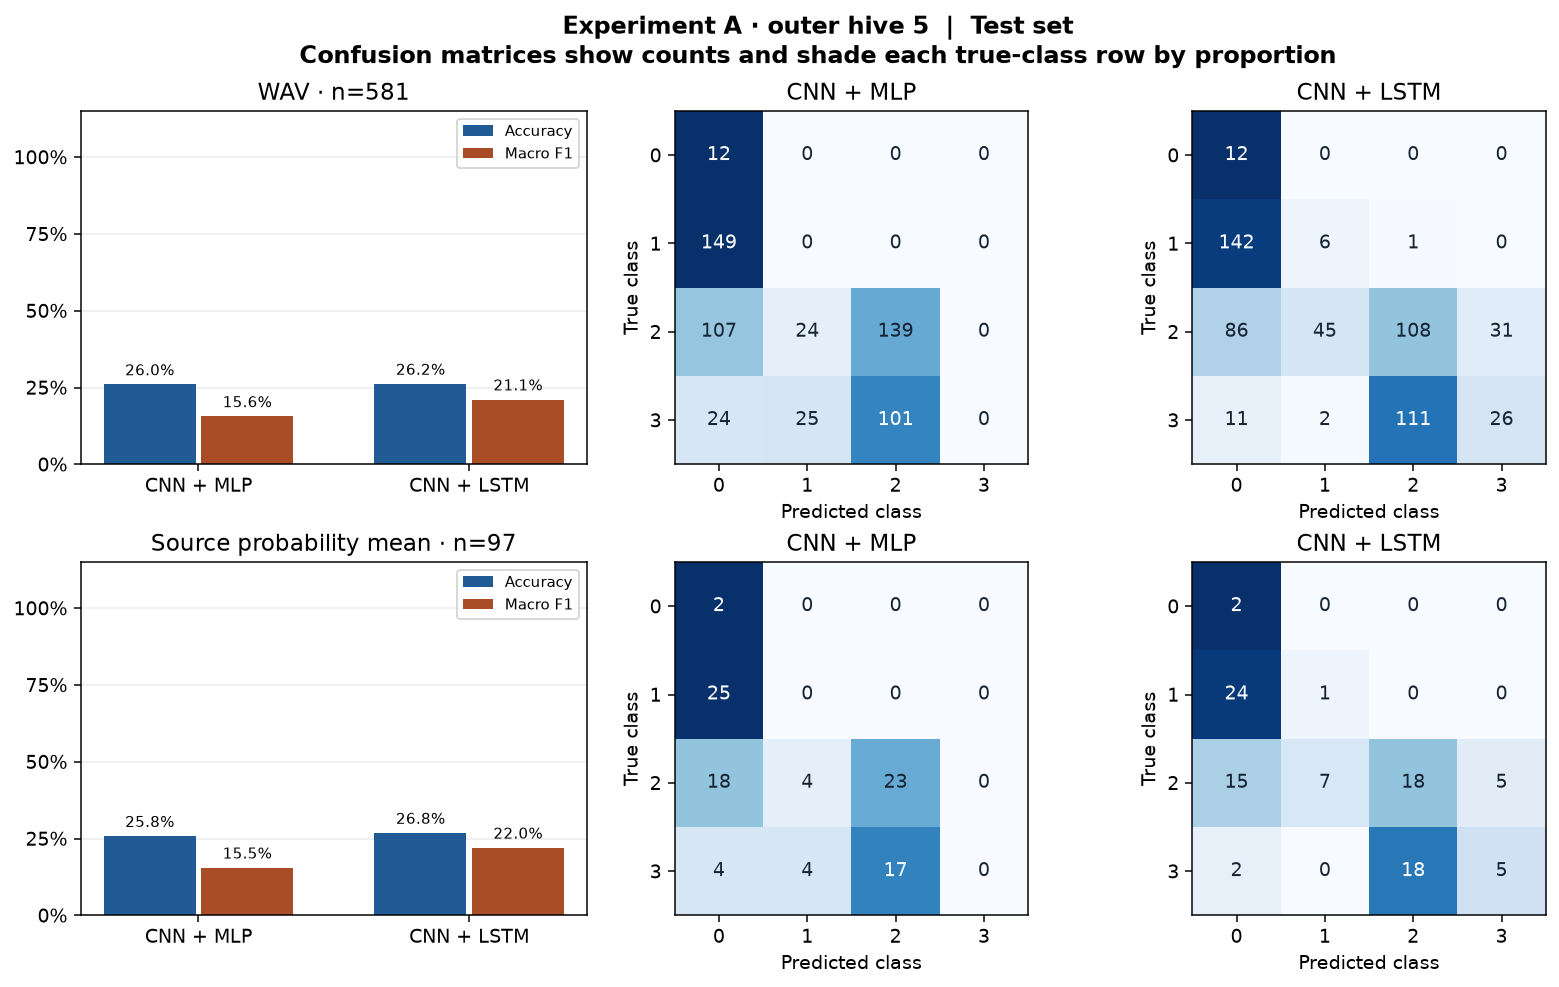 Experiment A · outer hive 5  |  Test set
Confusion matrices show counts and shade each true-class row by proportion
WAV · n=581
100%
75%
50%
25%
0%
Accuracy
Macro F1
26.0%
15.6%
26.2%
21.1%
CNN + MLP
CNN + LSTM
CNN + MLP
True class
0
1
2
3
12 0 0 0
149 0 0 0
107 24 139 0
24 25 101 0
0 1 2 3
Predicted class
CNN + LSTM
True class
0
1
2
3
12 0 0 0
142 6 1 0
86 45 108 31
11 2 111 26
0 1 2 3
Predicted class
Source probability mean · n=97
100%
75%
50%
25%
0%
Accuracy
Macro F1
25.8%
15.5%
26.8%
22.0%
CNN + MLP
CNN + LSTM
CNN + MLP
True class
0
1
2
3
2 0 0 0
25 0 0 0
18 4 23 0
4 4 17 0
0 1 2 3
Predicted class
CNN + LSTM
True class
0
1
2
3
2 0 0 0
24 1 0 0
15 7 18 5
2 0 18 5
0 1 2 3
Predicted class